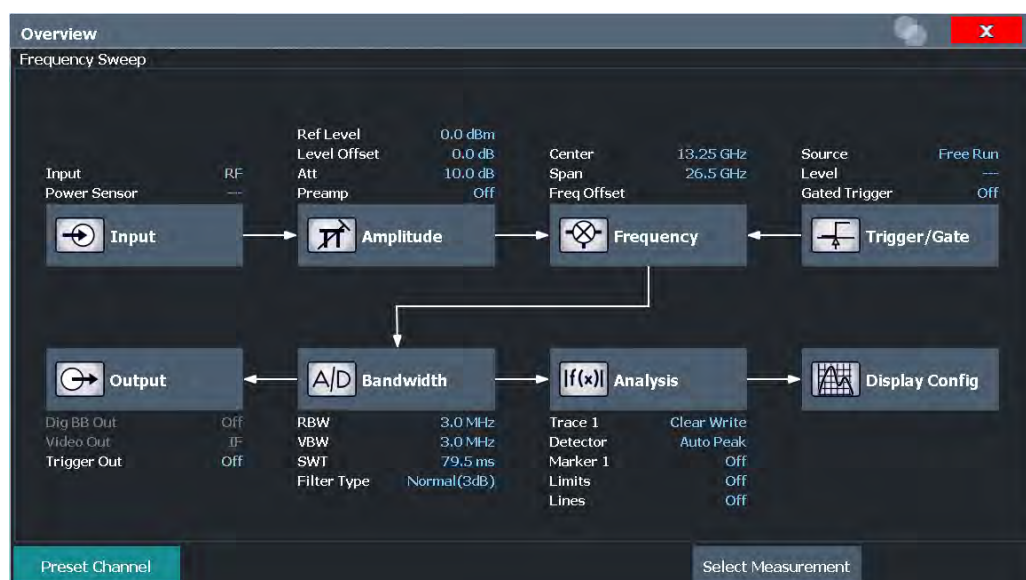 Overview
X
Frequency Sweep
Input RF
Power Sensor ---
Input
Ref Level 0.0 dBm
Level Offset 0.0 dB
Att 10.0 dB
Preamp Off
Amplitude
Center 13.25 GHz
Span 26.5 GHz
Freq Offset
Frequency
Source Free Run
Level ---
Gated Trigger Off
Trigger/Gate
Output
Dig BB Out Off
Video Out IF
Trigger Out Off
A/D Bandwidth
RBW 3.0 MHz
VBW 3.0 MHz
SWT 79.5 ms
Filter Type Normal(3dB)
|f(x)| Analysis
Trace 1 Clear Write
Detector Auto Peak
Marker 1 Off
Limits Off
Lines Off
Display Config
Preset Channel
Select Measurement